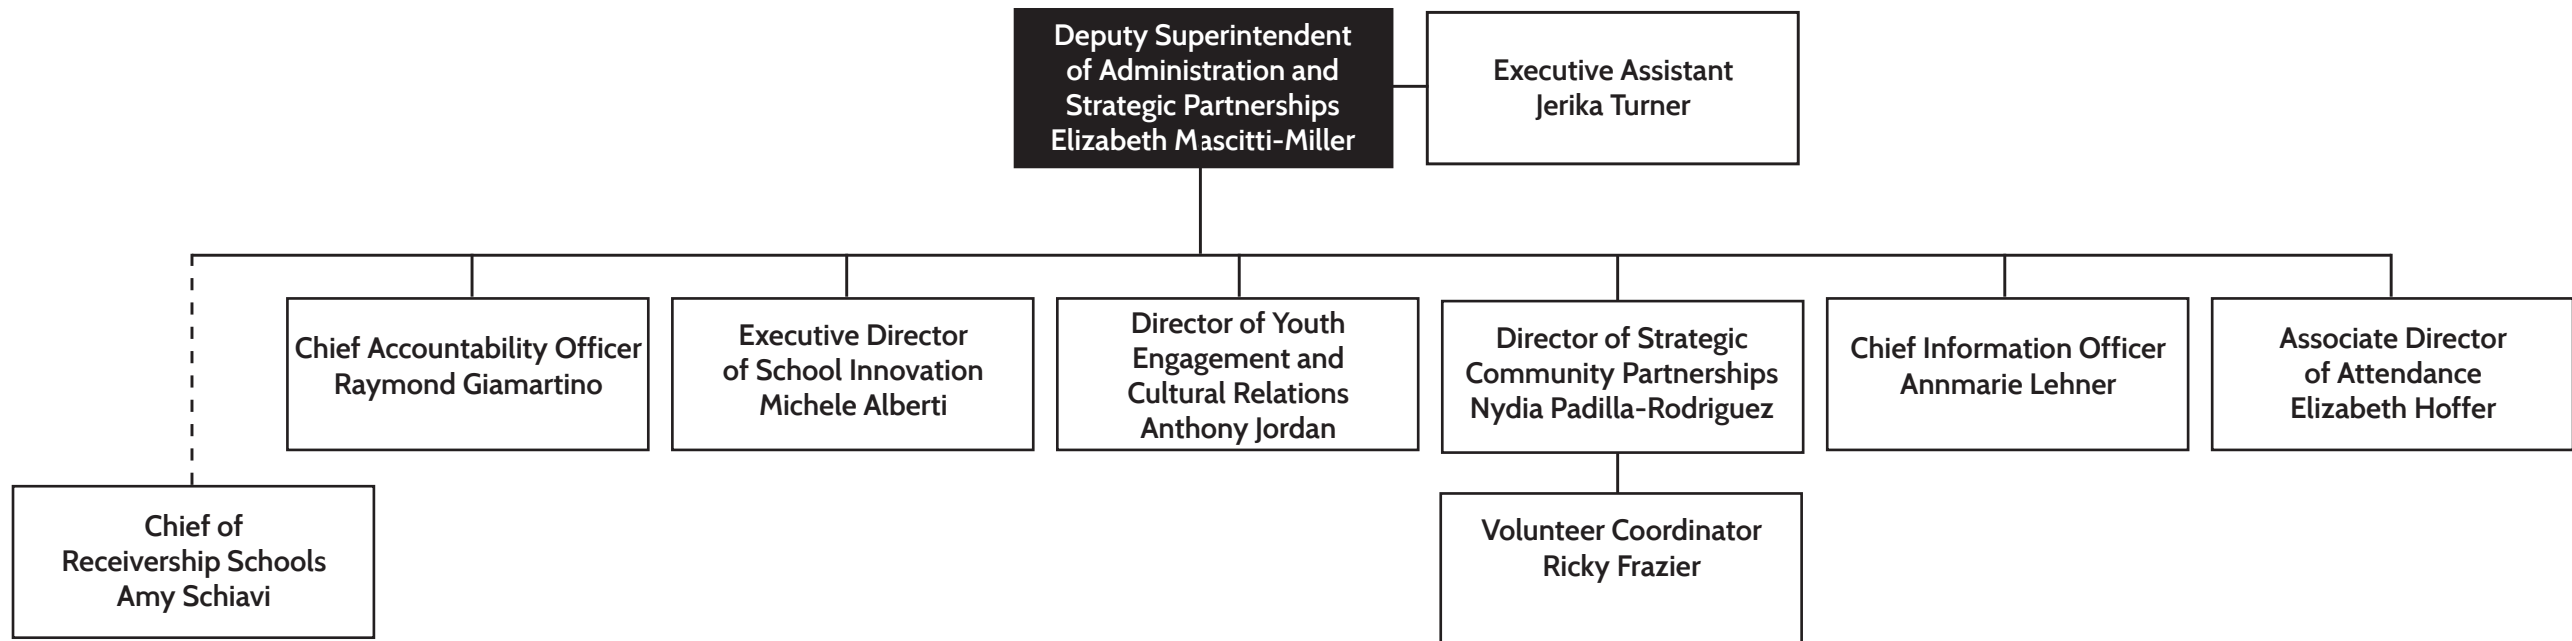 Deputy Superintendent
of Administration and
Strategic Partnerships
Elizabeth Mascitti-Miller
Executive Assistant
Jerika Turner
Chief Accountability Officer
Raymond Giamartino
Executive Director
of School Innovation
Michele Alberti
Director of Youth
Engagement and
Cultural Relations
Anthony Jordan
Director of Strategic
Community Partnerships
Nydia Padilla-Rodriguez
Chief Information Officer
Annmarie Lehner
Associate Director
of Attendance
Elizabeth Hoffer
Chief of
Receivership Schools
Amy Schiavi
Volunteer Coordinator
Ricky Frazier